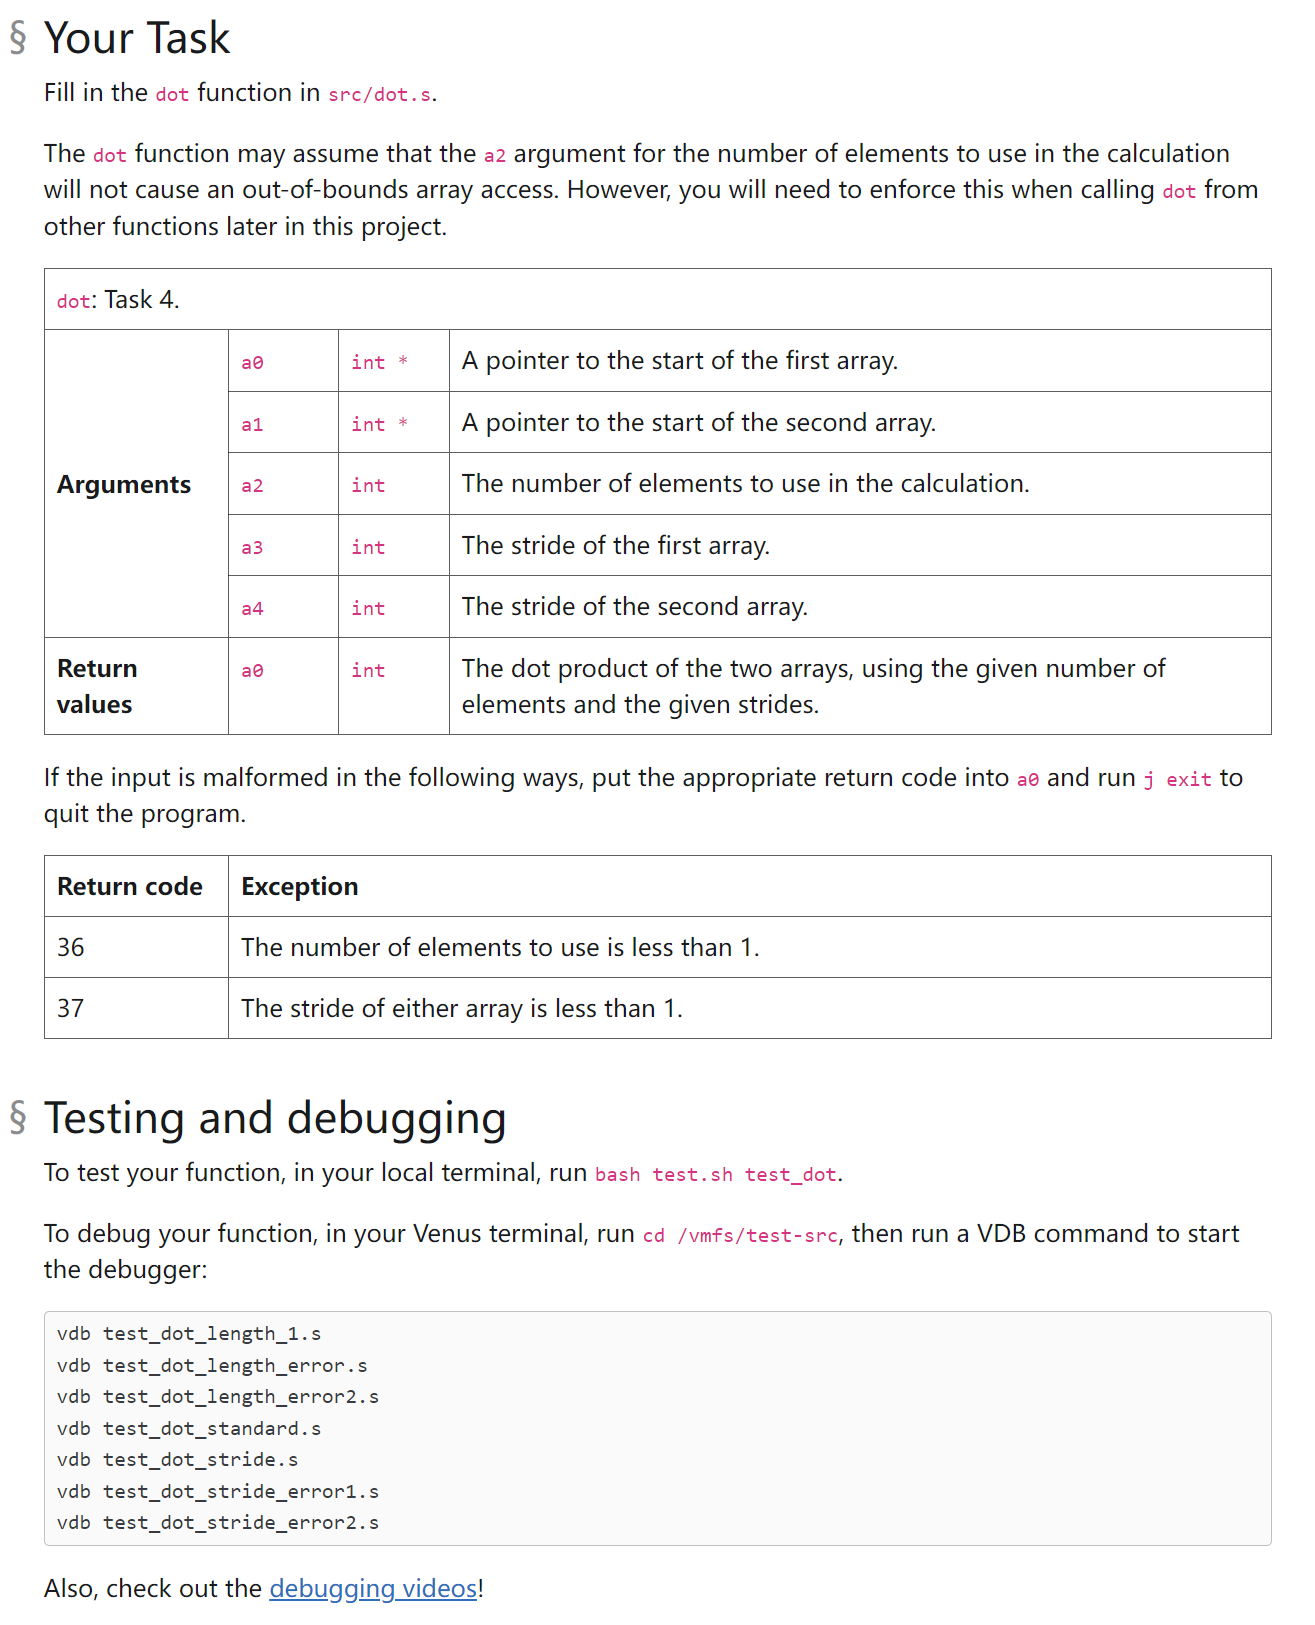 § Your Task
Fill in the dot function in src/dot.s.
The dot function may assume that the a2 argument for the number of elements to use in the calculation
will not cause an out-of-bounds array access. However, you will need to enforce this when calling dot from
other functions later in this project.
dot: Task 4.
Arguments
a0 int * A pointer to the start of the first array.
a1 int * A pointer to the start of the second array.
a2 int The number of elements to use in the calculation.
a3 int The stride of the first array.
a4 int The stride of the second array.
Return
values
a0 int The dot product of the two arrays, using the given number of
elements and the given strides.
If the input is malformed in the following ways, put the appropriate return code into a0 and run j exit to
quit the program.
Return code Exception
36 The number of elements to use is less than 1.
37 The stride of either array is less than 1.
§ Testing and debugging
To test your function, in your local terminal, run bash test.sh test_dot.
To debug your function, in your Venus terminal, run cd /vmfs/test-src, then run a VDB command to start
the debugger:
vdb test_dot_length_1.s
vdb test_dot_length_error.s
vdb test_dot_length_error2.s
vdb test_dot_standard.s
vdb test_dot_stride.s
vdb test_dot_stride_error1.s
vdb test_dot_stride_error2.s
Also, check out the debugging videos!